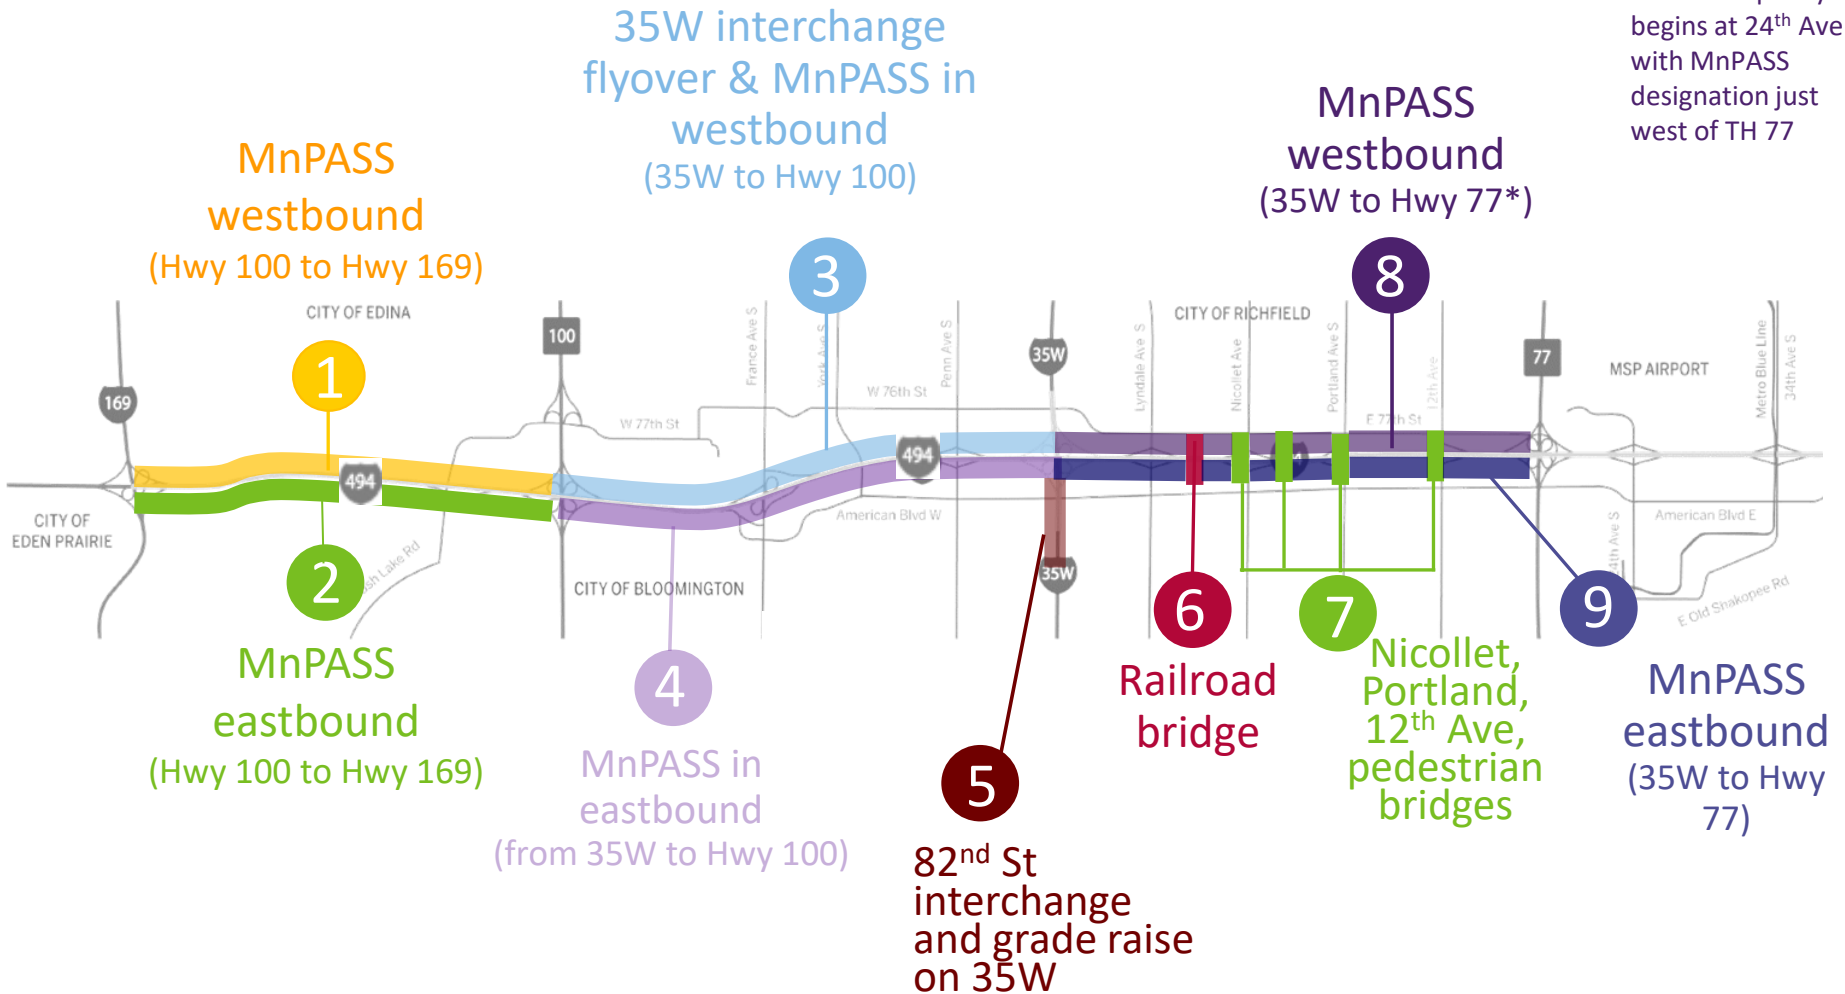 35W interchange
flyover & MnPASS in
westbound
(35W to Hwy 100)
begins at 24th Ave
with MnPASS
designation just
west of TH 77
MnPASS
westbound
(35W to Hwy 77*)
MnPASS
westbound
(Hwy 100 to Hwy 169)
3
8
CITY OF EDINA
CITY OF RICHFIELD
1
100
France Ave S
York Ave S
Penn Ave S
35W
Lyndale Ave S
Nicollet Ave
Portland Ave S
12th Ave
77
MSP AIRPORT
Metro Blue Line
34th Ave S
169
W 76th St
W 77th St
E 77th St
494
494
CITY OF
EDEN PRAIRIE
American Blvd W
American Blvd E
24th Ave S
Lake Rd
2
CITY OF BLOOMINGTON
35W
E Old Shakopee Rd
6
7
9
MnPASS
eastbound
(Hwy 100 to Hwy 169)
4
MnPASS in
eastbound
(from 35W to Hwy 100)
5
82nd St
interchange
and grade raise
on 35W
Railroad
bridge
Nicollet,
Portland,
12th Ave,
pedestrian
bridges
MnPASS
eastbound
(35W to Hwy
77)